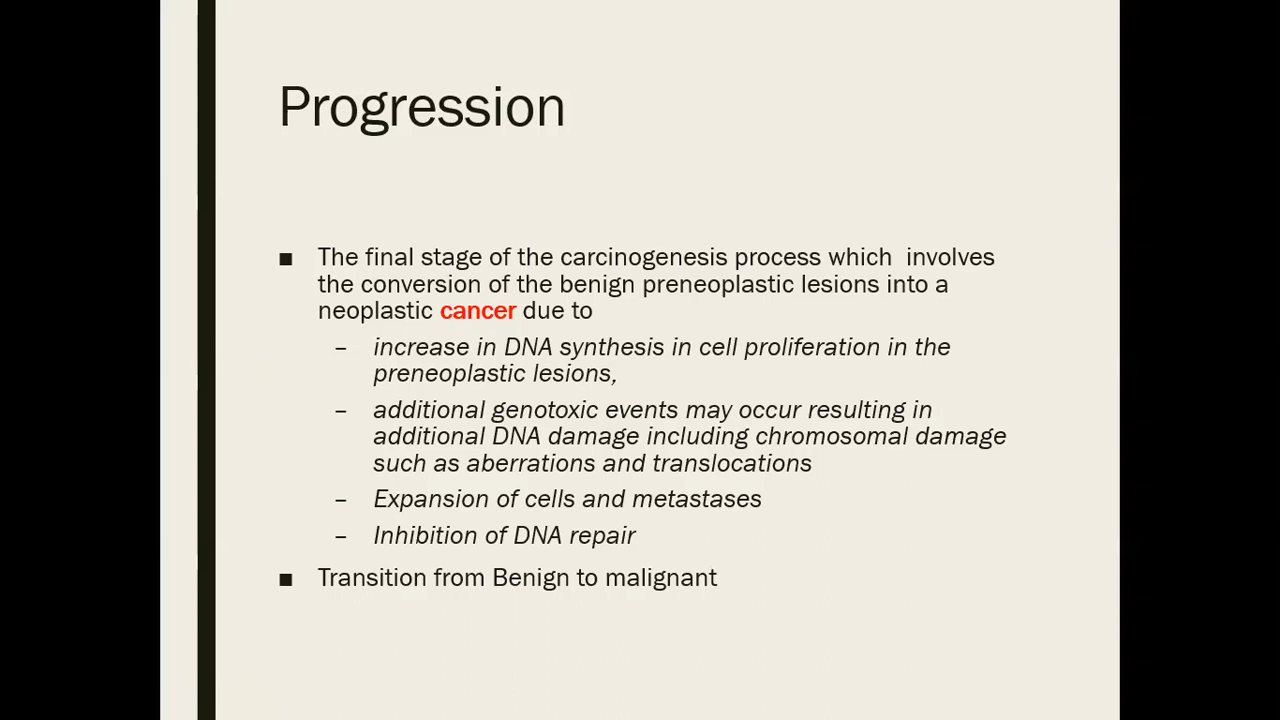 Progression
■ The final stage of the carcinogenesis process which  involves
the conversion of the benign preneoplastic lesions into a
neoplastic cancer due to
– increase in DNA synthesis in cell proliferation in the
preneoplastic lesions,
– additional genotoxic events may occur resulting in
additional DNA damage including chromosomal damage
such as aberrations and translocations
– Expansion of cells and metastases
– Inhibition of DNA repair
■ Transition from Benign to malignant